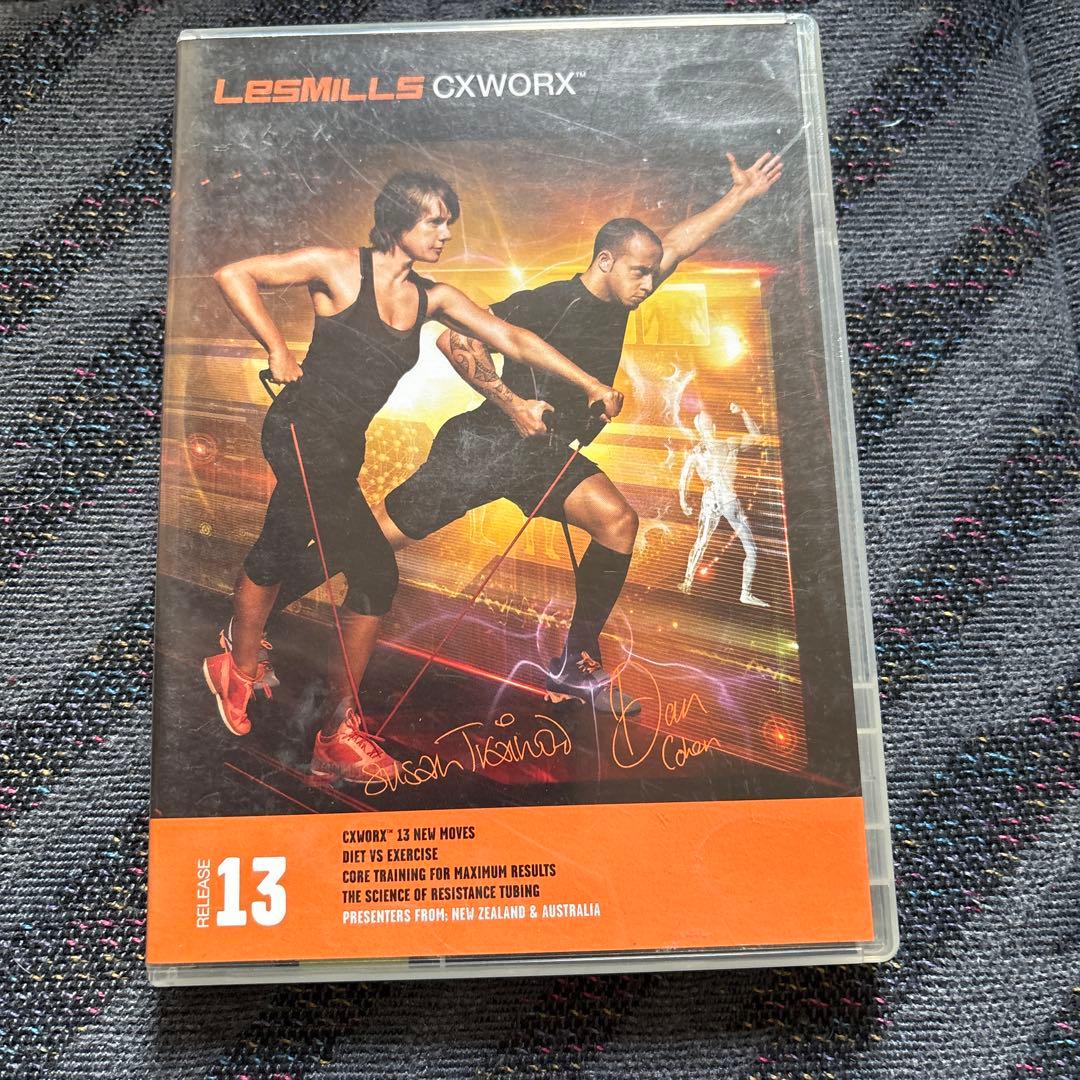 LESMILLS CXWORX™
Susan Trainor
Dan
Cohen
RELEASE
13
CXWORX™ 13 NEW MOVES
DIET VS EXERCISE
CORE TRAINING FOR MAXIMUM RESULTS
THE SCIENCE OF RESISTANCE TUBING
PRESENTERS FROM: NEW ZEALAND & AUSTRALIA